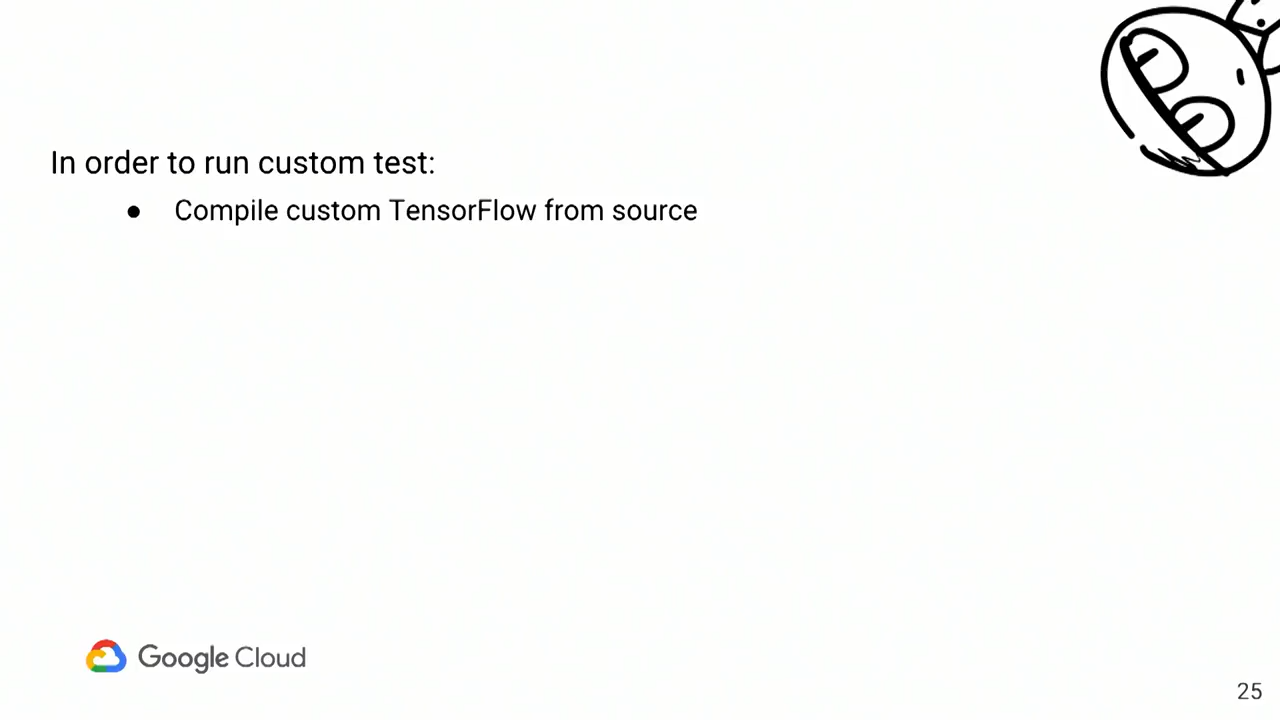 In order to run custom test:
● Compile custom TensorFlow from source
Google Cloud
25